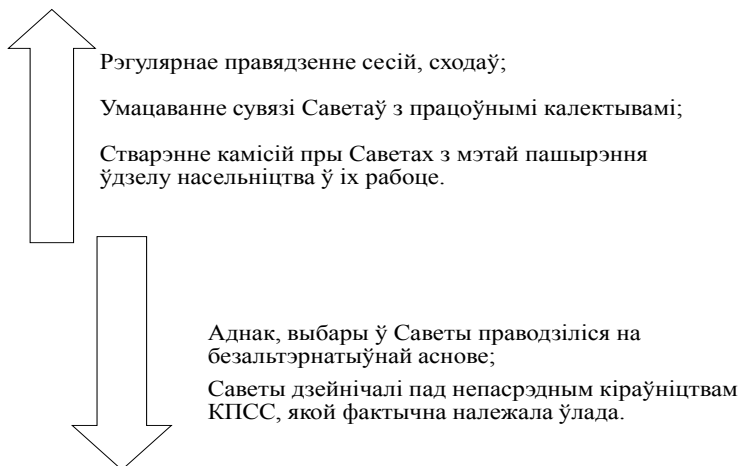 Рэгулярнае правядзенне сесій, сходаў;
Умацаванне сувязі Саветаў з працоўнымі калектывамі;
Стварэнне камісій пры Саветах з мэтай пашырэння
ўдзелу насельніцтва ў іх рабоце.
Аднак, выбары ў Саветы праводзіліся на
безальтэрнатыўнай аснове;
Саветы дзейнічалі пад непасрэдным кіраўніцтвам
КПСС, якой фактычна належала ўлада.